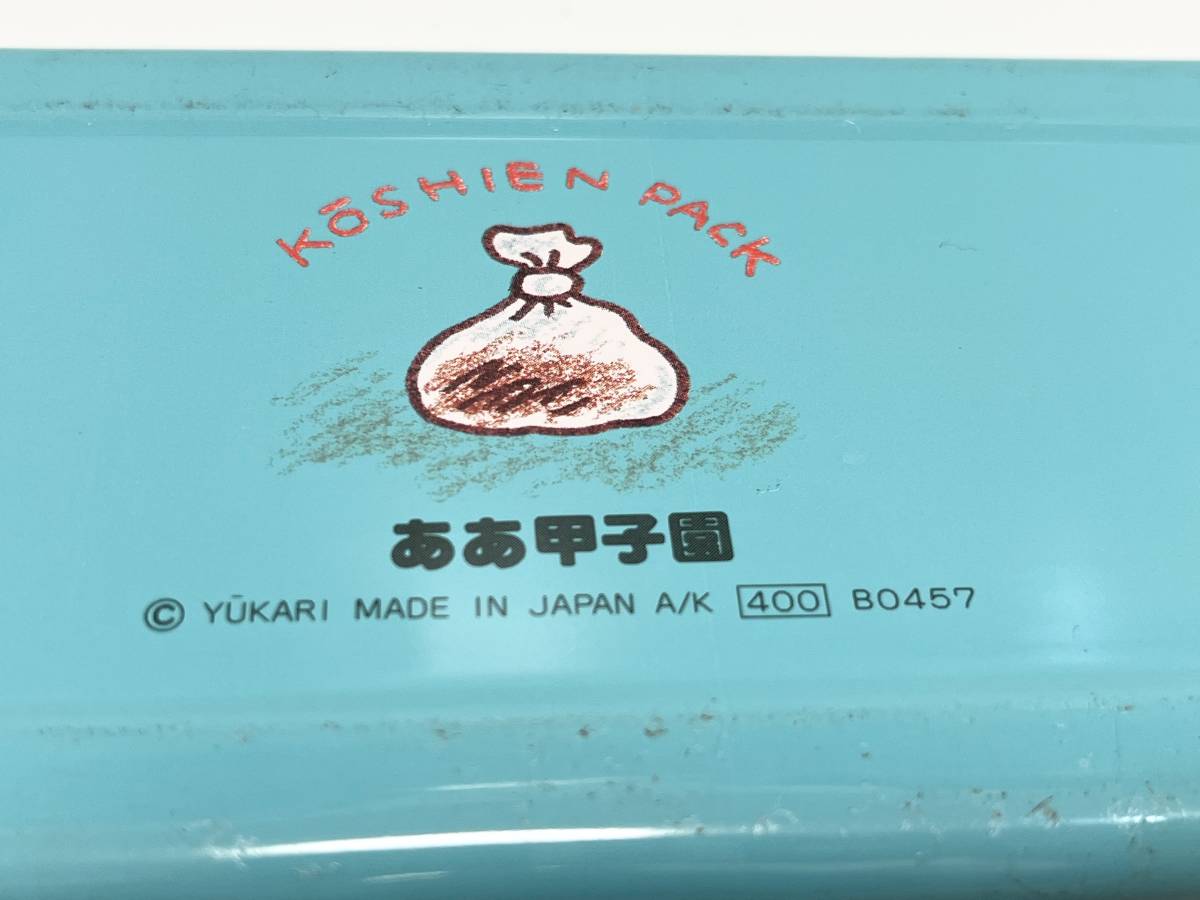 KŌSHIEN PACK
ああ甲子園
© YŪKARI MADE IN JAPAN A/K 400 B0457